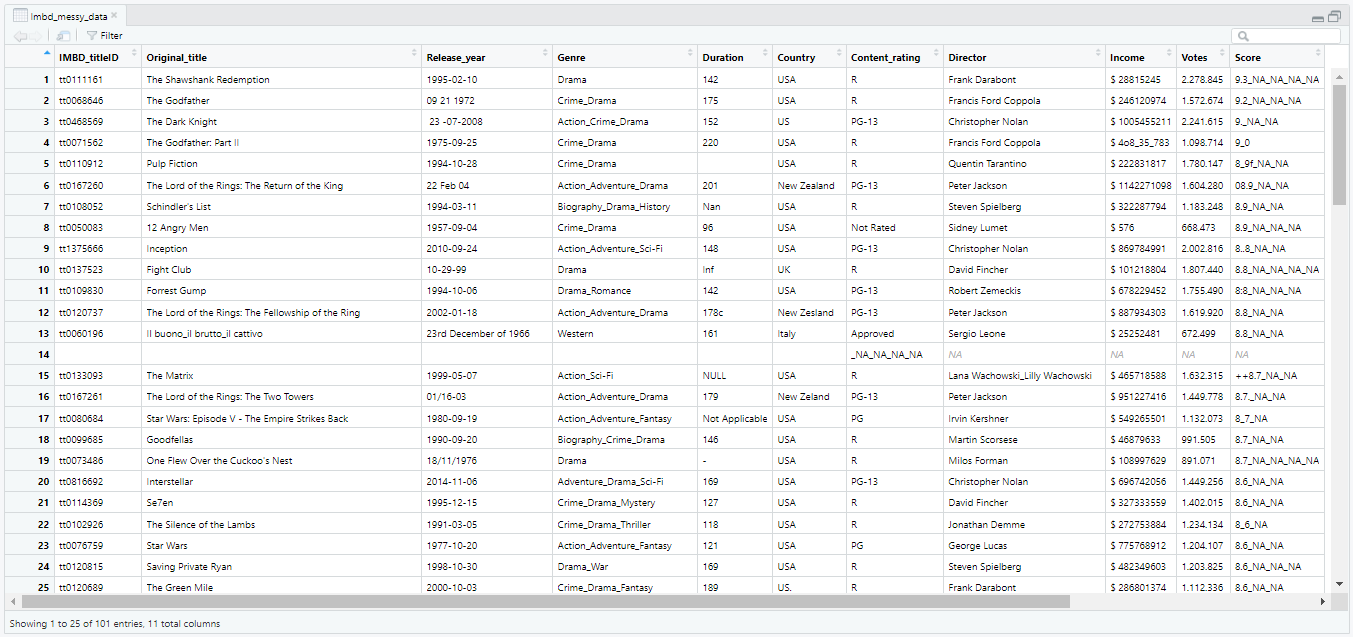 Imbd_messy_data
Filter
IMBD_titleID Original_title Release_year Genre Duration Country Content_rating Director Income Votes Score
1 tt0111161 The Shawshank Redemption 1995-02-10 Drama 142 USA R Frank Darabont $ 28815245 2.278.845 9.3_NA_NA_NA_NA
2 tt0068646 The Godfather 09 21 1972 Crime_Drama 175 USA R Francis Ford Coppola $ 246120974 1.572.674 9.2_NA_NA_NA
3 tt0468569 The Dark Knight 23 -07-2008 Action_Crime_Drama 152 US PG-13 Christopher Nolan $ 1005455211 2.241.615 9._NA_NA
4 tt0071562 The Godfather: Part II 1975-09-25 Crime_Drama 220 USA R Francis Ford Coppola $ 4o8_35_783 1.098.714 9_0
5 tt0110912 Pulp Fiction 1994-10-28 Crime_Drama USA R Quentin Tarantino $ 222831817 1.780.147 8_9f_NA_NA
6 tt0167260 The Lord of the Rings: The Return of the King 22 Feb 04 Action_Adventure_Drama 201 New Zealand PG-13 Peter Jackson $ 1142271098 1.604.280 08.9_NA_NA
7 tt0108052 Schindler's List 1994-03-11 Biography_Drama_History Nan USA R Steven Spielberg $ 322287794 1.183.248 8.9_NA_NA
8 tt0050083 12 Angry Men 1957-09-04 Crime_Drama 96 USA Not Rated Sidney Lumet $ 576 668.473 8.9_NA_NA_NA
9 tt1375666 Inception 2010-09-24 Action_Adventure_Sci-Fi 148 USA PG-13 Christopher Nolan $ 869784991 2.002.816 8..8_NA_NA
10 tt0137523 Fight Club 10-29-99 Drama Inf UK R David Fincher $ 101218804 1.807.440 8.8_NA_NA_NA_NA
11 tt0109830 Forrest Gump 1994-10-06 Drama_Romance 142 USA PG-13 Robert Zemeckis $ 678229452 1.755.490 8:8_NA_NA_NA
12 tt0120737 The Lord of the Rings: The Fellowship of the Ring 2002-01-18 Action_Adventure_Drama 178c New Zesland PG-13 Peter Jackson $ 887934303 1.619.920 8.8_NA_NA
13 tt0060196 Il buono_il brutto_il cattivo 23rd December of 1966 Western 161 Italy Approved Sergio Leone $ 25252481 672.499 8.8_NA_NA
14 _NA_NA_NA_NA NA NA NA NA
15 tt0133093 The Matrix 1999-05-07 Action_Sci-Fi NULL USA R Lana Wachowski_Lilly Wachowski $ 465718588 1.632.315 ++8.7_NA_NA
16 tt0167261 The Lord of the Rings: The Two Towers 01/16-03 Action_Adventure_Drama 179 New Zeland PG-13 Peter Jackson $ 951227416 1.449.778 8.7._NA_NA
17 tt0080684 Star Wars: Episode V - The Empire Strikes Back 1980-09-19 Action_Adventure_Fantasy Not Applicable USA PG Irvin Kershner $ 549265501 1.132.073 8_7_NA
18 tt0099685 Goodfellas 1990-09-20 Biography_Crime_Drama 146 USA R Martin Scorsese $ 46879633 991.505 8.7_NA_NA
19 tt0073486 One Flew Over the Cuckoo's Nest 18/11/1976 Drama - USA R Milos Forman $ 108997629 891.071 8.7_NA_NA_NA_NA
20 tt0816692 Interstellar 2014-11-06 Adventure_Drama_Sci-Fi 169 USA PG-13 Christopher Nolan $ 696742056 1.449.256 8.6_NA_NA
21 tt0114369 Se7en 1995-12-15 Crime_Drama_Mystery 127 USA R David Fincher $ 327333559 1.402.015 8.6_NA_NA
22 tt0102926 The Silence of the Lambs 1991-03-05 Crime_Drama_Thriller 118 USA R Jonathan Demme $ 272753884 1.234.134 8_6_NA
23 tt0076759 Star Wars 1977-10-20 Action_Adventure_Fantasy 121 USA PG George Lucas $ 775768912 1.204.107 8.6_NA_NA
24 tt0120815 Saving Private Ryan 1998-10-30 Drama_War 169 USA R Steven Spielberg $ 482349603 1.203.825 8.6_NA_NA_NA
25 tt0120689 The Green Mile 2000-10-03 Crime_Drama_Fantasy 189 US. R Frank Darabont $ 286801374 1.112.336 8.6_NA_NA
Showing 1 to 25 of 101 entries, 11 total columns